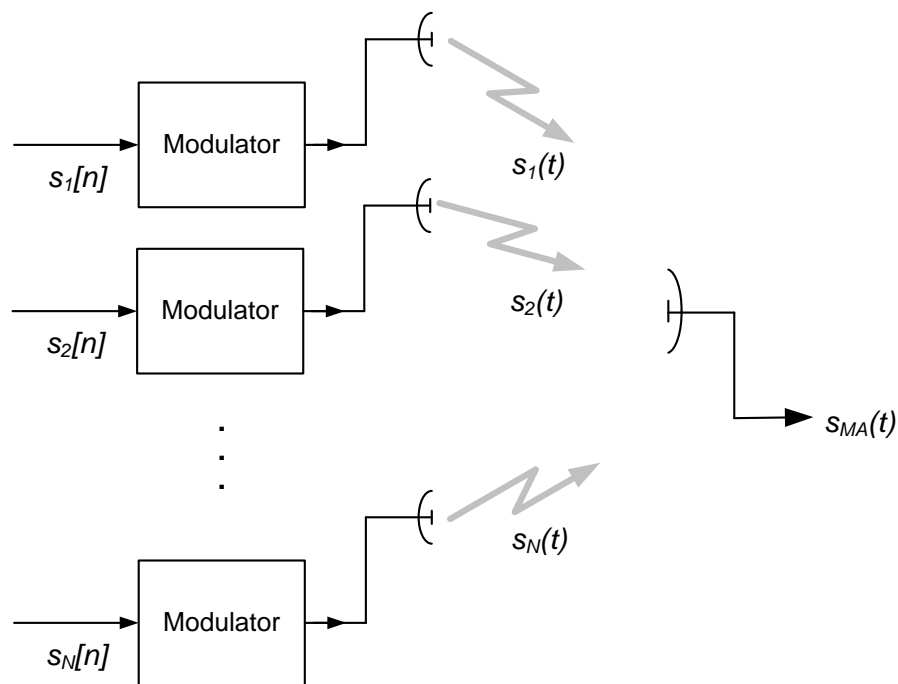 Modulator
s1[n]
s1(t)
Modulator
s2[n]
s2(t)
sMA(t)
.
.
.
Modulator
sN[n]
sN(t)